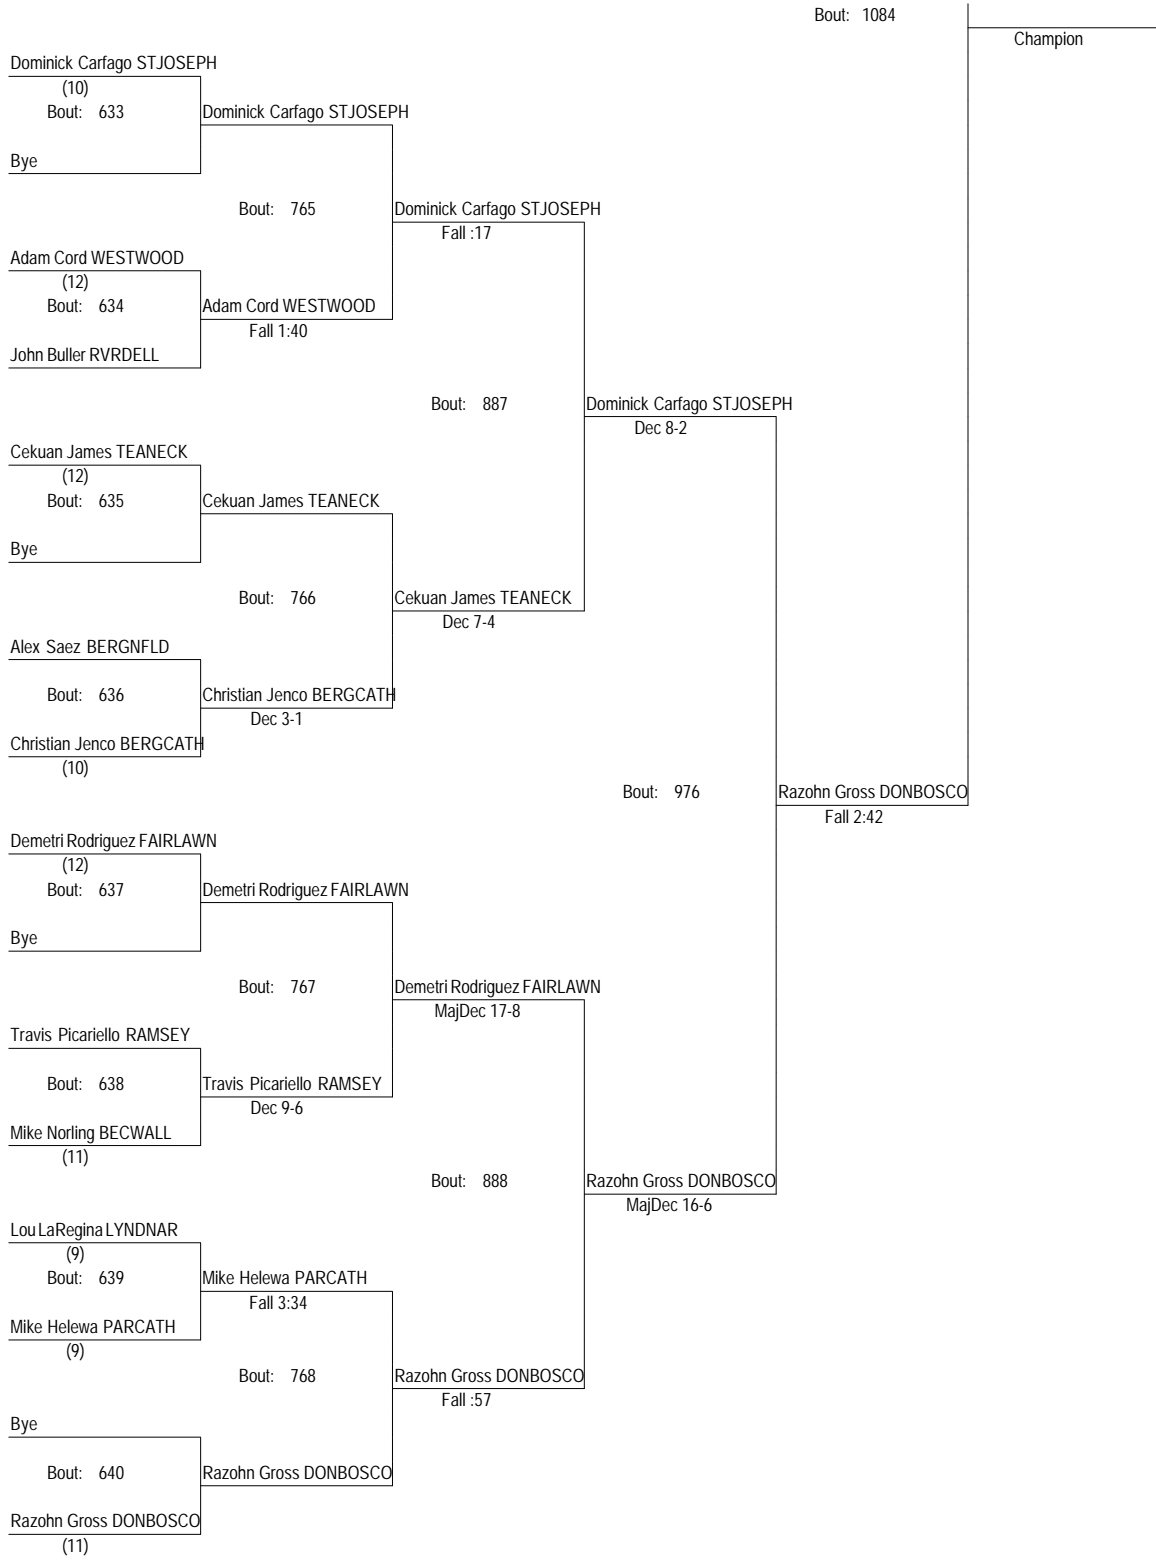 Bout: 1084
Champion
Dominick Carfago STJOSEPH
(10)
Bout: 633
Dominick Carfago STJOSEPH
Bye
Bout: 765
Dominick Carfago STJOSEPH
Fall :17
Adam Cord WESTWOOD
(12)
Bout: 634
Adam Cord WESTWOOD
Fall 1:40
John Buller RVRDELL
Bout: 887
Dominick Carfago STJOSEPH
Dec 8-2
Cekuan James TEANECK
(12)
Bout: 635
Cekuan James TEANECK
Bye
Bout: 766
Cekuan James TEANECK
Dec 7-4
Alex Saez BERGNFLD
Bout: 636
Christian Jenco BERGCATH
Dec 3-1
Christian Jenco BERGCATH
(10)
Bout: 976
Razohn Gross DONBOSCO
Fall 2:42
Demetri Rodriguez FAIRLAWN
(12)
Bout: 637
Demetri Rodriguez FAIRLAWN
Bye
Bout: 767
Demetri Rodriguez FAIRLAWN
MajDec 17-8
Travis Picariello RAMSEY
Bout: 638
Travis Picariello RAMSEY
Dec 9-6
Mike Norling BECWALL
(11)
Bout: 888
Razohn Gross DONBOSCO
MajDec 16-6
Lou LaRegina LYNDNAR
(9)
Bout: 639
Mike Helewa PARCATH
Fall 3:34
Mike Helewa PARCATH
(9)
Bout: 768
Razohn Gross DONBOSCO
Fall :57
Bye
Bout: 640
Razohn Gross DONBOSCO
Razohn Gross DONBOSCO
(11)